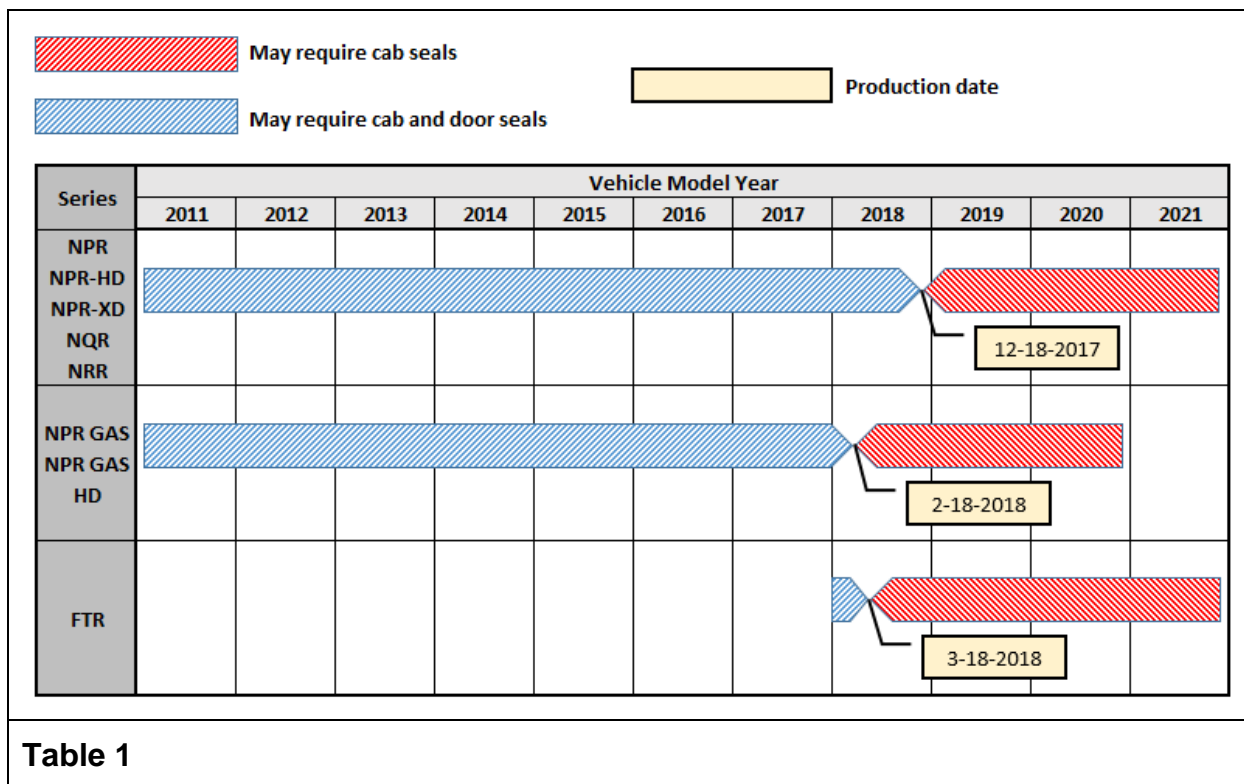 May require cab seals
Production date
May require cab and door seals
Series
Vehicle Model Year
2011 2012 2013 2014 2015 2016 2017 2018 2019 2020 2021
NPR
NPR-HD
NPR-XD
NQR
NRR
12-18-2017
NPR GAS
NPR GAS
HD
2-18-2018
FTR
3-18-2018
Table 1